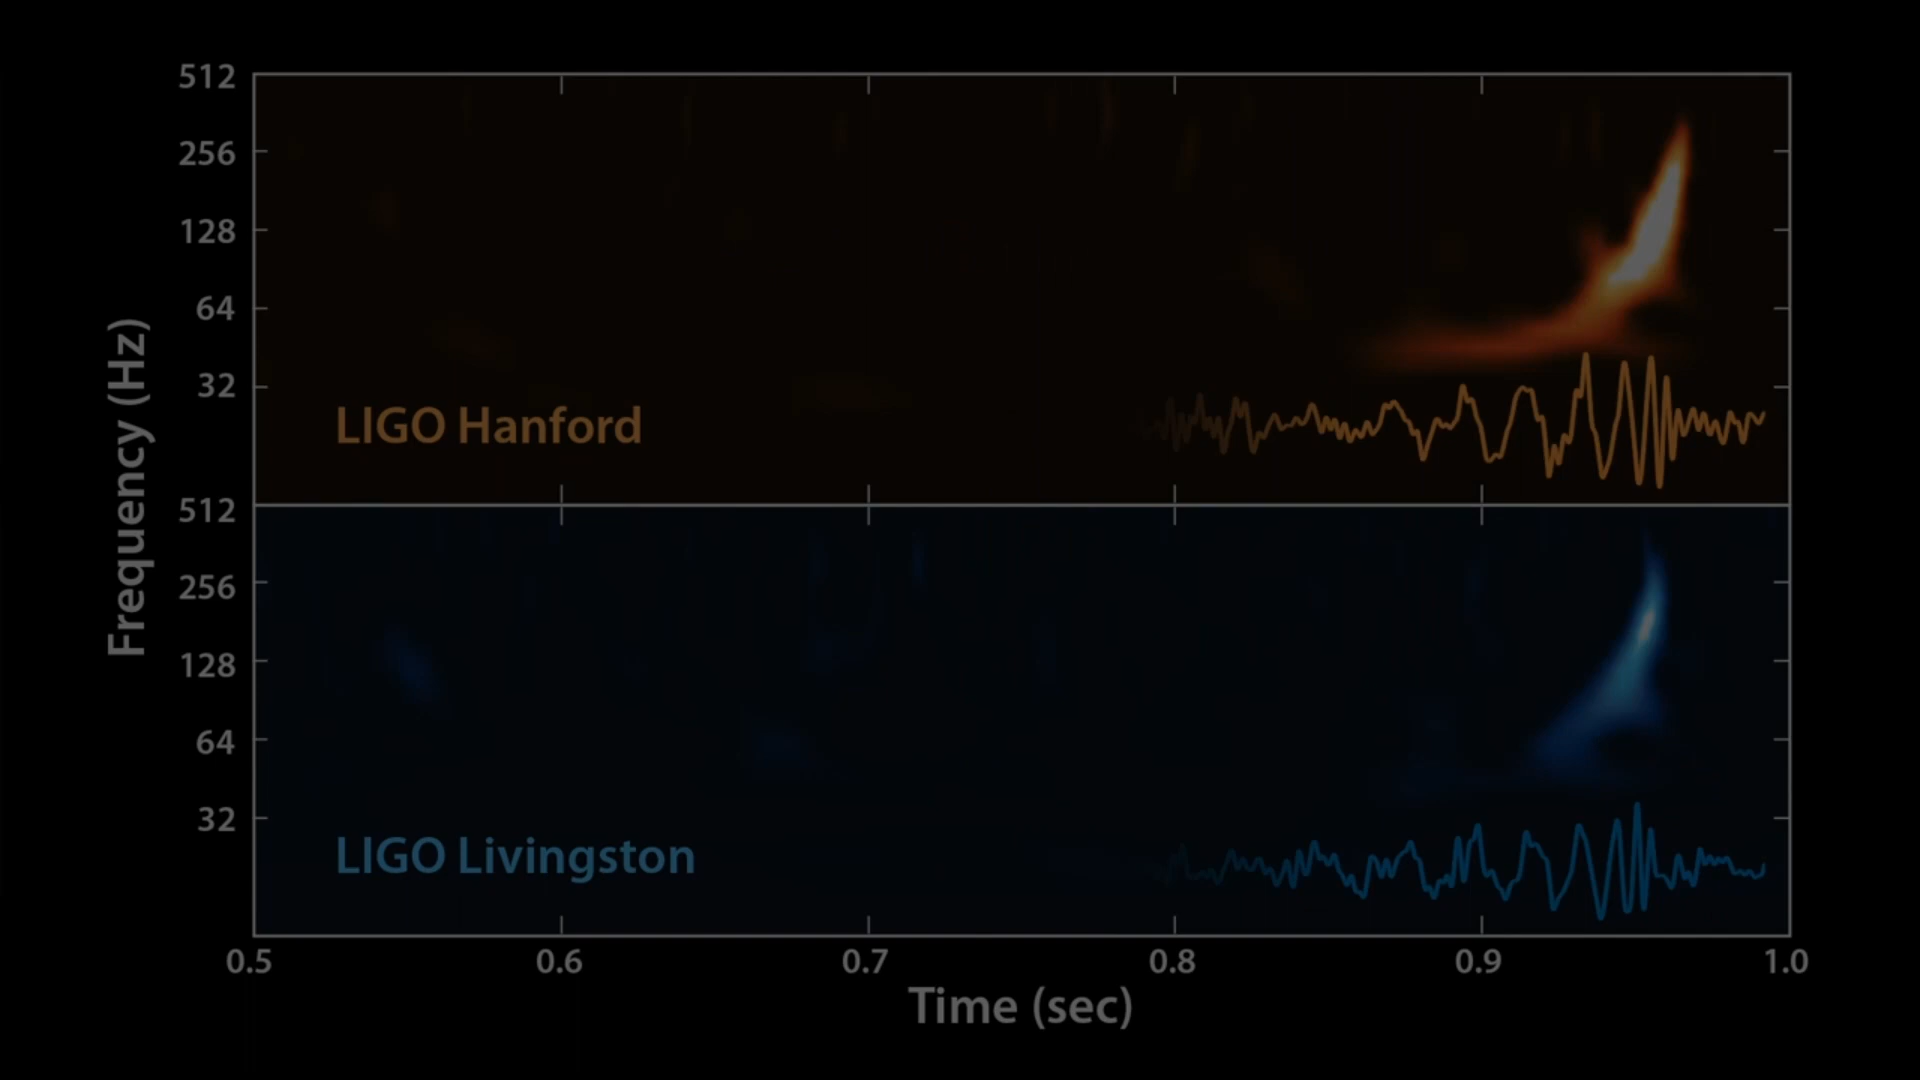 512
256
128
64
32
LIGO Hanford
512
256
128
64
32
LIGO Livingston
Frequency (Hz)
0.5 0.6 0.7 0.8 0.9 1.0
Time (sec)